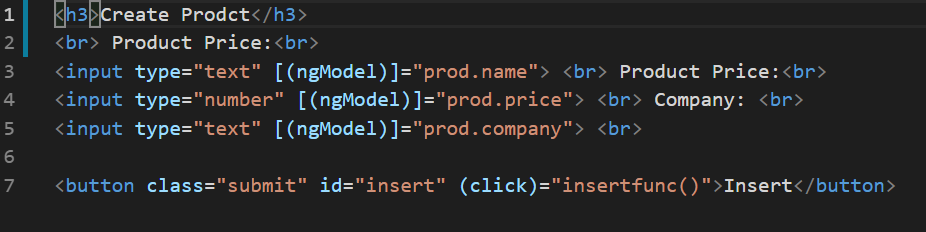 1 <h3>Create Prodct</h3>
2 <br> Product Price:<br>
3 <input type="text" [(ngModel)]="prod.name"> <br> Product Price:<br>
4 <input type="number" [(ngModel)]="prod.price"> <br> Company: <br>
5 <input type="text" [(ngModel)]="prod.company"> <br>
6
7 <button class="submit" id="insert" (click)="insertfunc()">Insert</button>